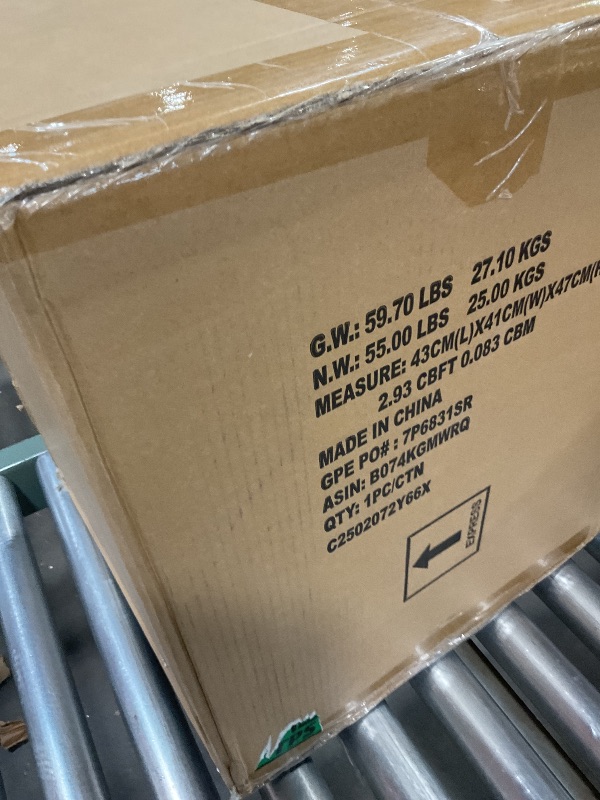 G.W.: 59.70 LBS 27.10 KGS
N.W.: 55.00 LBS 25.00 KGS
MEASURE: 43CM(L)X41CM(W)X47CM(
2.93 CBFT 0.083 CBM
MADE IN CHINA
GPE PO# : 7P6831SR
ASIN: B074KGMWRQ
QTY: 1PC/CTN
C2502072Y66X
EXPRESS